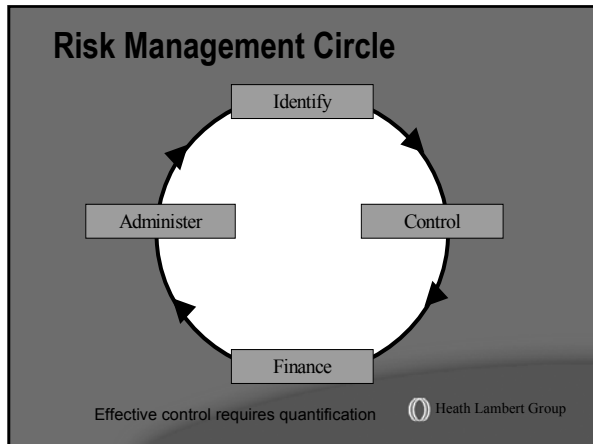 Risk Management Circle
Identify
Administer
Control
Finance
Effective control requires quantification
Heath Lambert Group